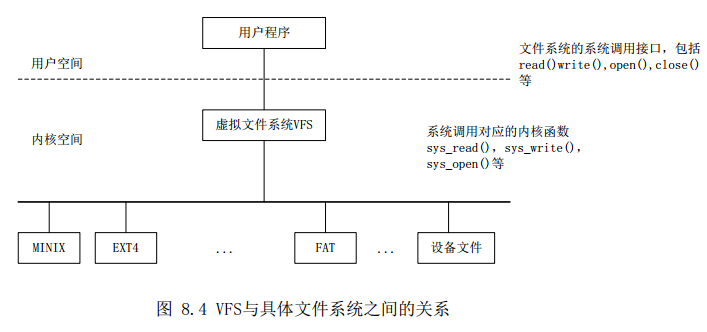 用户程序
文件系统的系统调用接口，包括
read()write(),open(),close()
等
用户空间
虚拟文件系统VFS
系统调用对应的内核函数
sys_read(), sys_write(),
sys_open()等
内核空间
MINIX
EXT4
...
FAT
...
设备文件
图 8.4 VFS与具体文件系统之间的关系